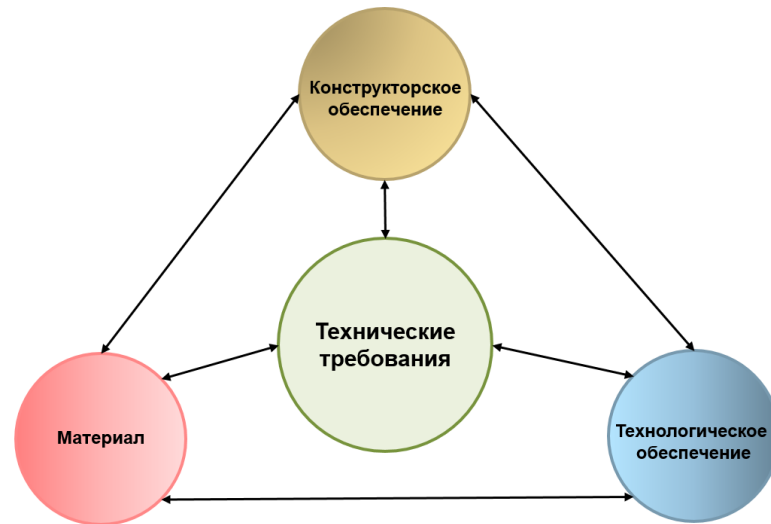 Конструкторское
обеспечение
Технические
требования
Материал
Технологическое
обеспечение